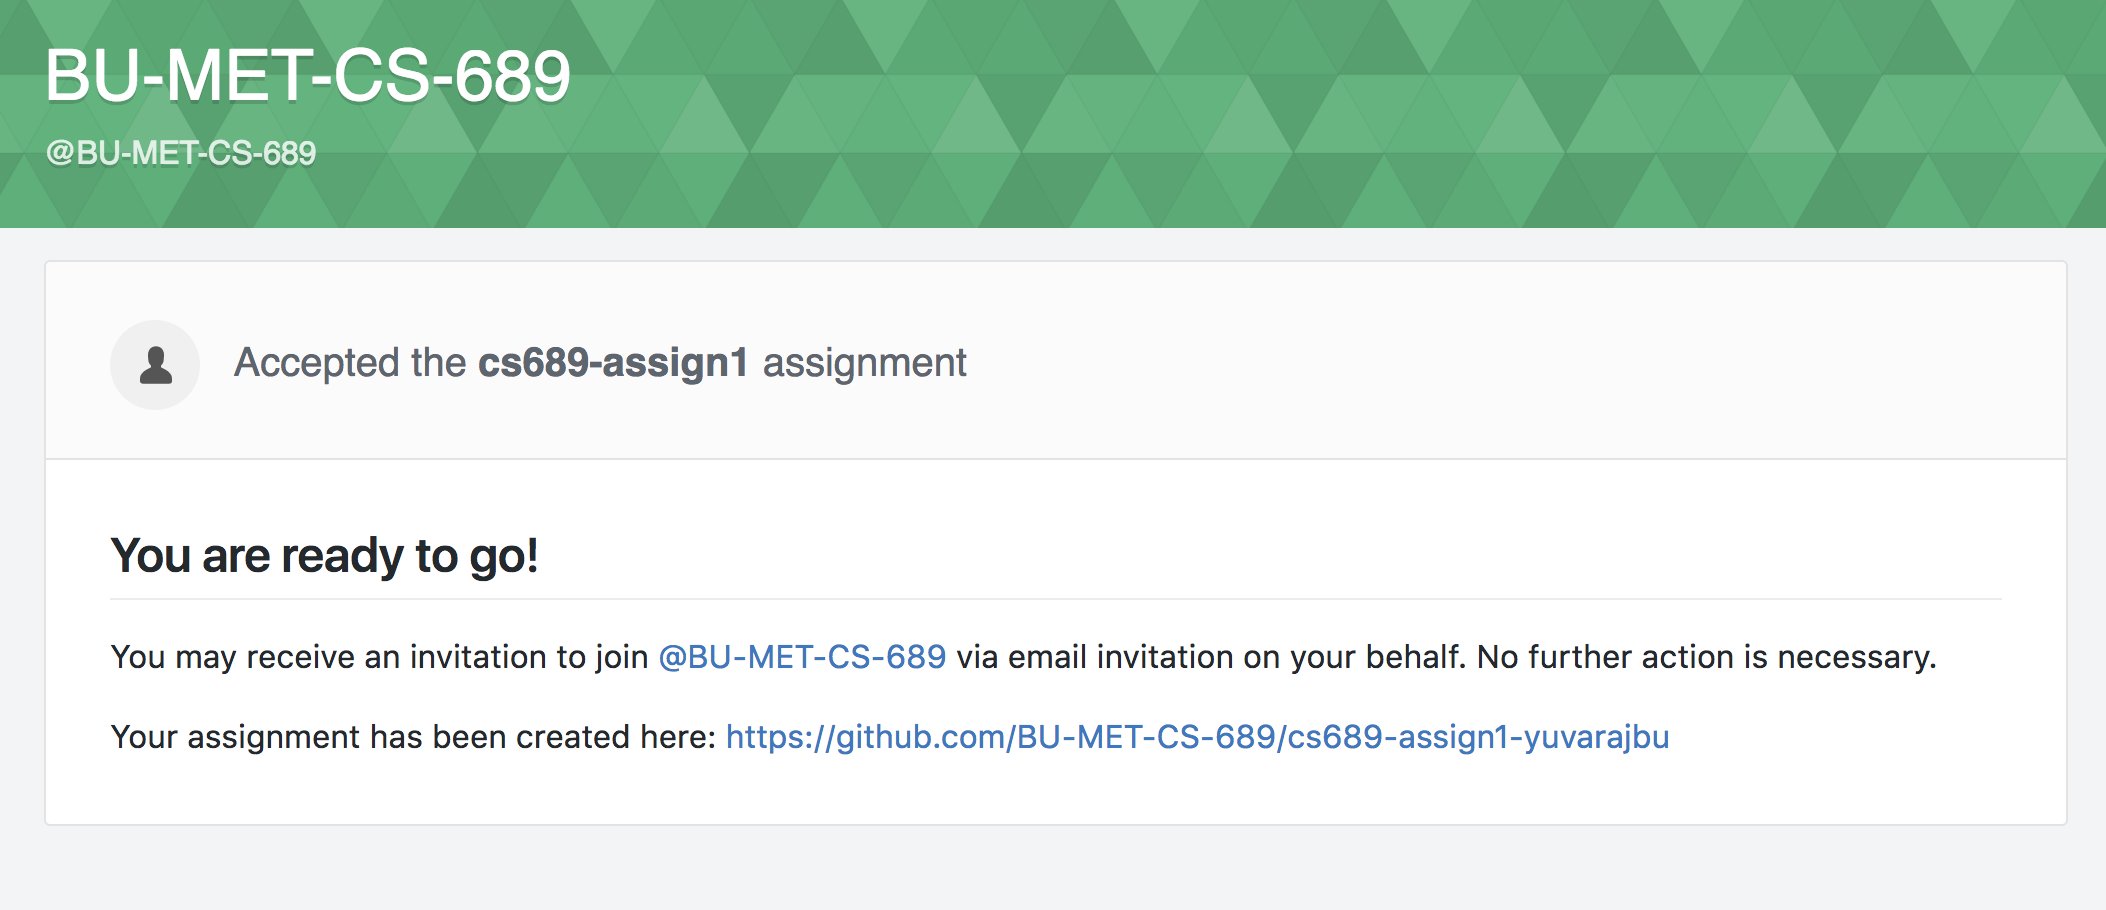 BU-MET-CS-689
@BU-MET-CS-689
Accepted the cs689-assign1 assignment
You are ready to go!
You may receive an invitation to join @BU-MET-CS-689 via email invitation on your behalf. No further action is necessary.
Your assignment has been created here: https://github.com/BU-MET-CS-689/cs689-assign1-yuvarajbu